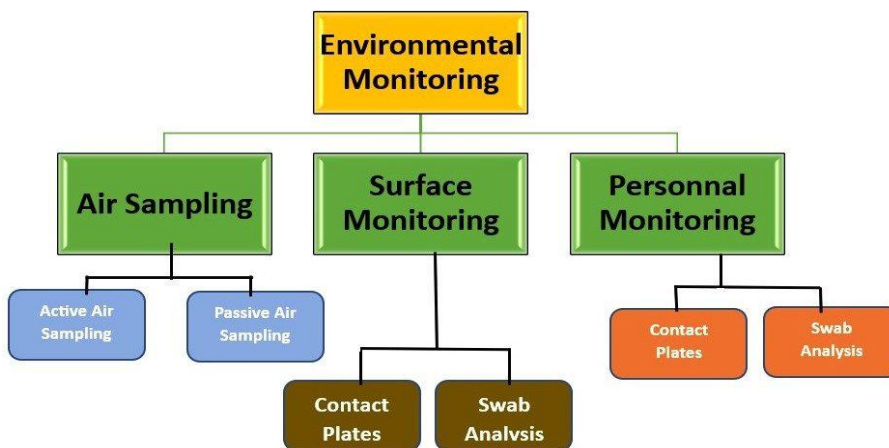 Environmental
Monitoring
Air Sampling
Surface
Monitoring
Personnal
Monitoring
Active Air
Sampling
Passive Air
Sampling
Contact
Plates
Swab
Analysis
Contact
Plates
Swab
Analysis